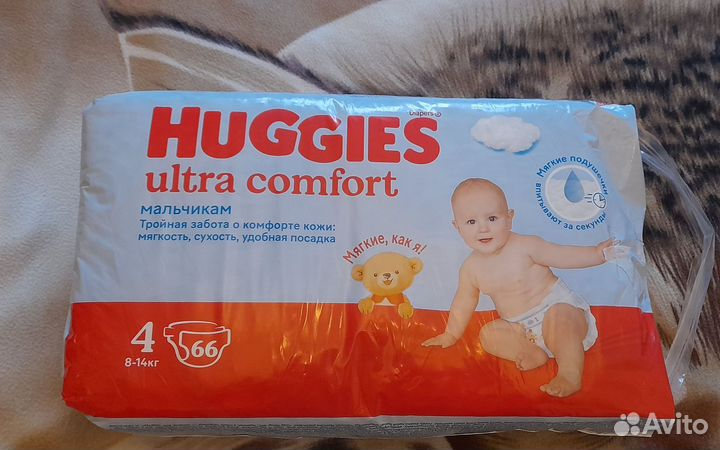 Diapers
HUGGIES
ultra comfort
мальчикам
Тройная забота о комфорте кожи:
мягкость, сухость, удобная посадка
Мягкие, как я!
Мягкие подушечки
впитывают за секунды
4
8-14кг
66
Avito